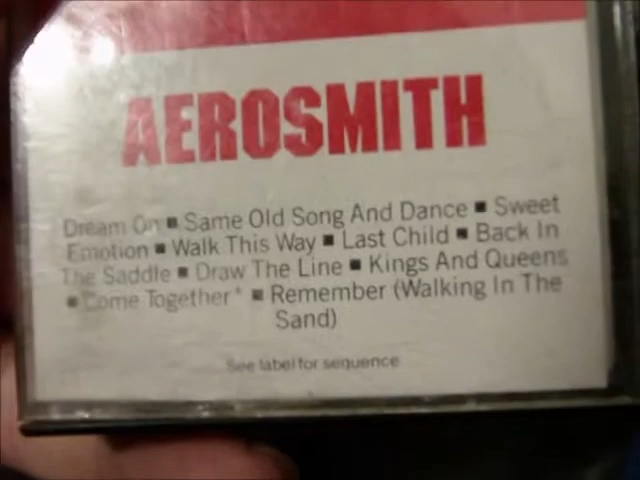 AEROSMITH
Dream On ■ Same Old Song And Dance ■ Sweet
Emotion ■ Walk This Way ■ Last Child ■ Back In
The Saddle ■ Draw The Line ■ Kings And Queens
■ Come Together* ■ Remember (Walking In The
Sand)
See label for sequence